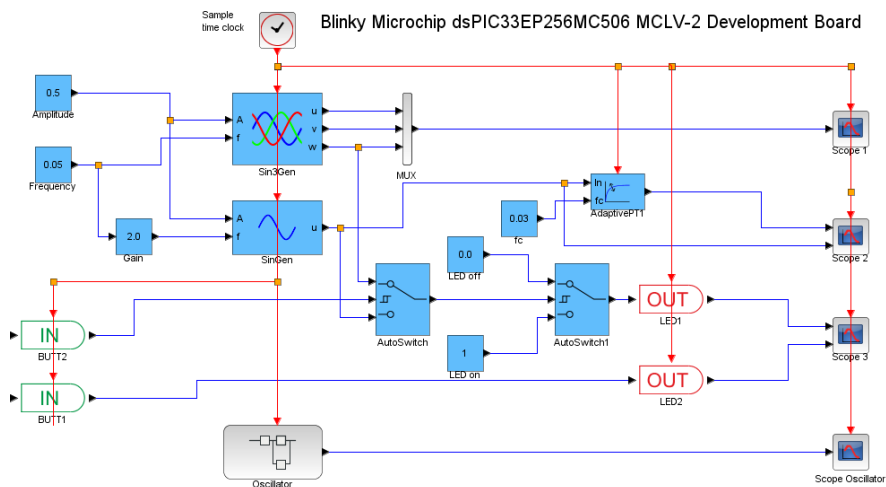 Sample
time clock
Blinky Microchip dsPIC33EP256MC506 MCLV-2 Development Board
0.5
Amplitude
A
f
u
v
w
Sin3Gen
MUX
Scope 1
0.05
Frequency
In
fc
AdaptivePT1
0.03
fc
2.0
Gain
A
f
u
SinGen
Scope 2
0.0
LED off
AutoSwitch
AutoSwitch1
OUT
LED1
IN
BUTT2
1
LED on
Scope 3
OUT
LED2
IN
BUTT1
Oscillator
Scope Oscillator